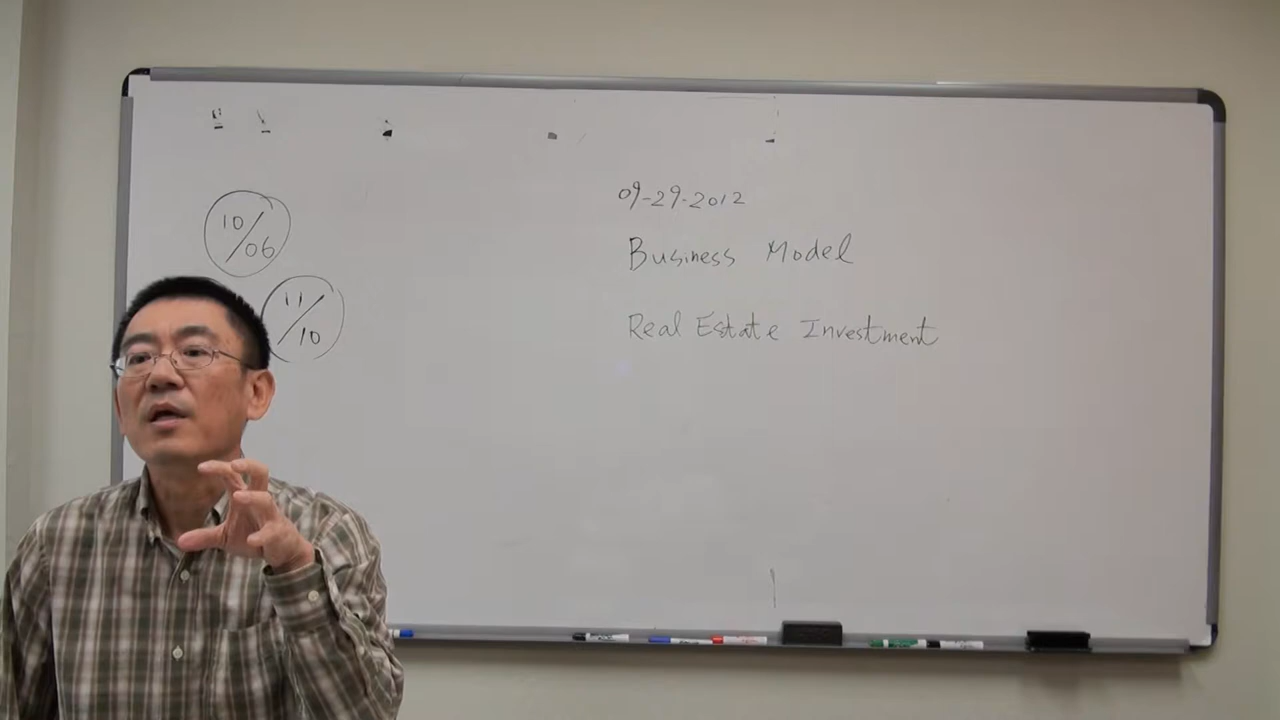 10/06
11/10
09-29-2012
Business Model
Real Estate Investment